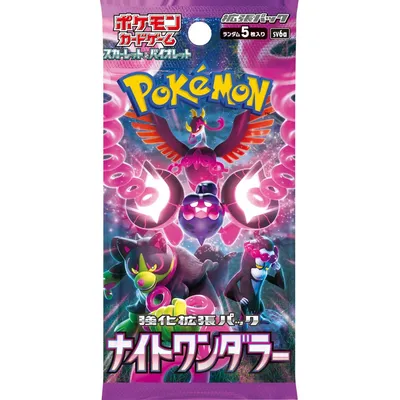 ポケモン
カードゲーム
スカーレット&バイオレット
拡張パック
ランダム5枚入り
SV6a
POKéMON
強化拡張パック
ナイトワンダラー